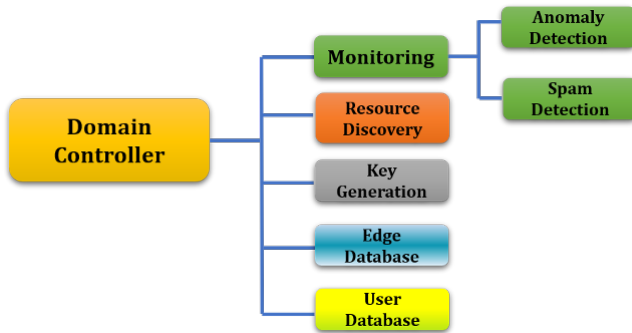 Domain
Controller
Monitoring
Anomaly
Detection
Spam
Detection
Resource
Discovery
Key
Generation
Edge
Database
User
Database